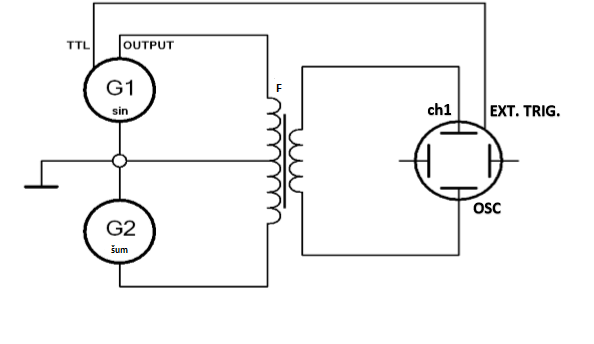 TTL
OUTPUT
G1
sin
F
ch1
EXT. TRIG.
OSC
G2
šum